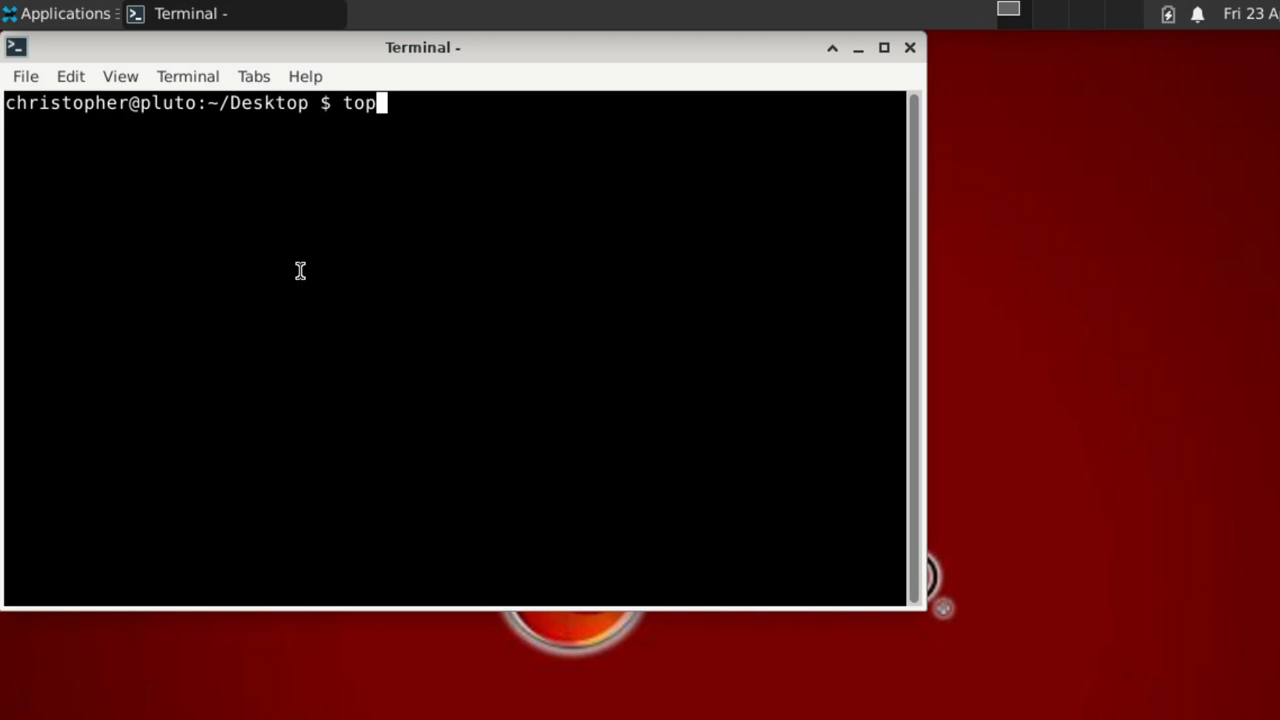 Applications Terminal - Fri 23 A
Terminal -
File Edit View Terminal Tabs Help
christopher@pluto:~/Desktop $ top